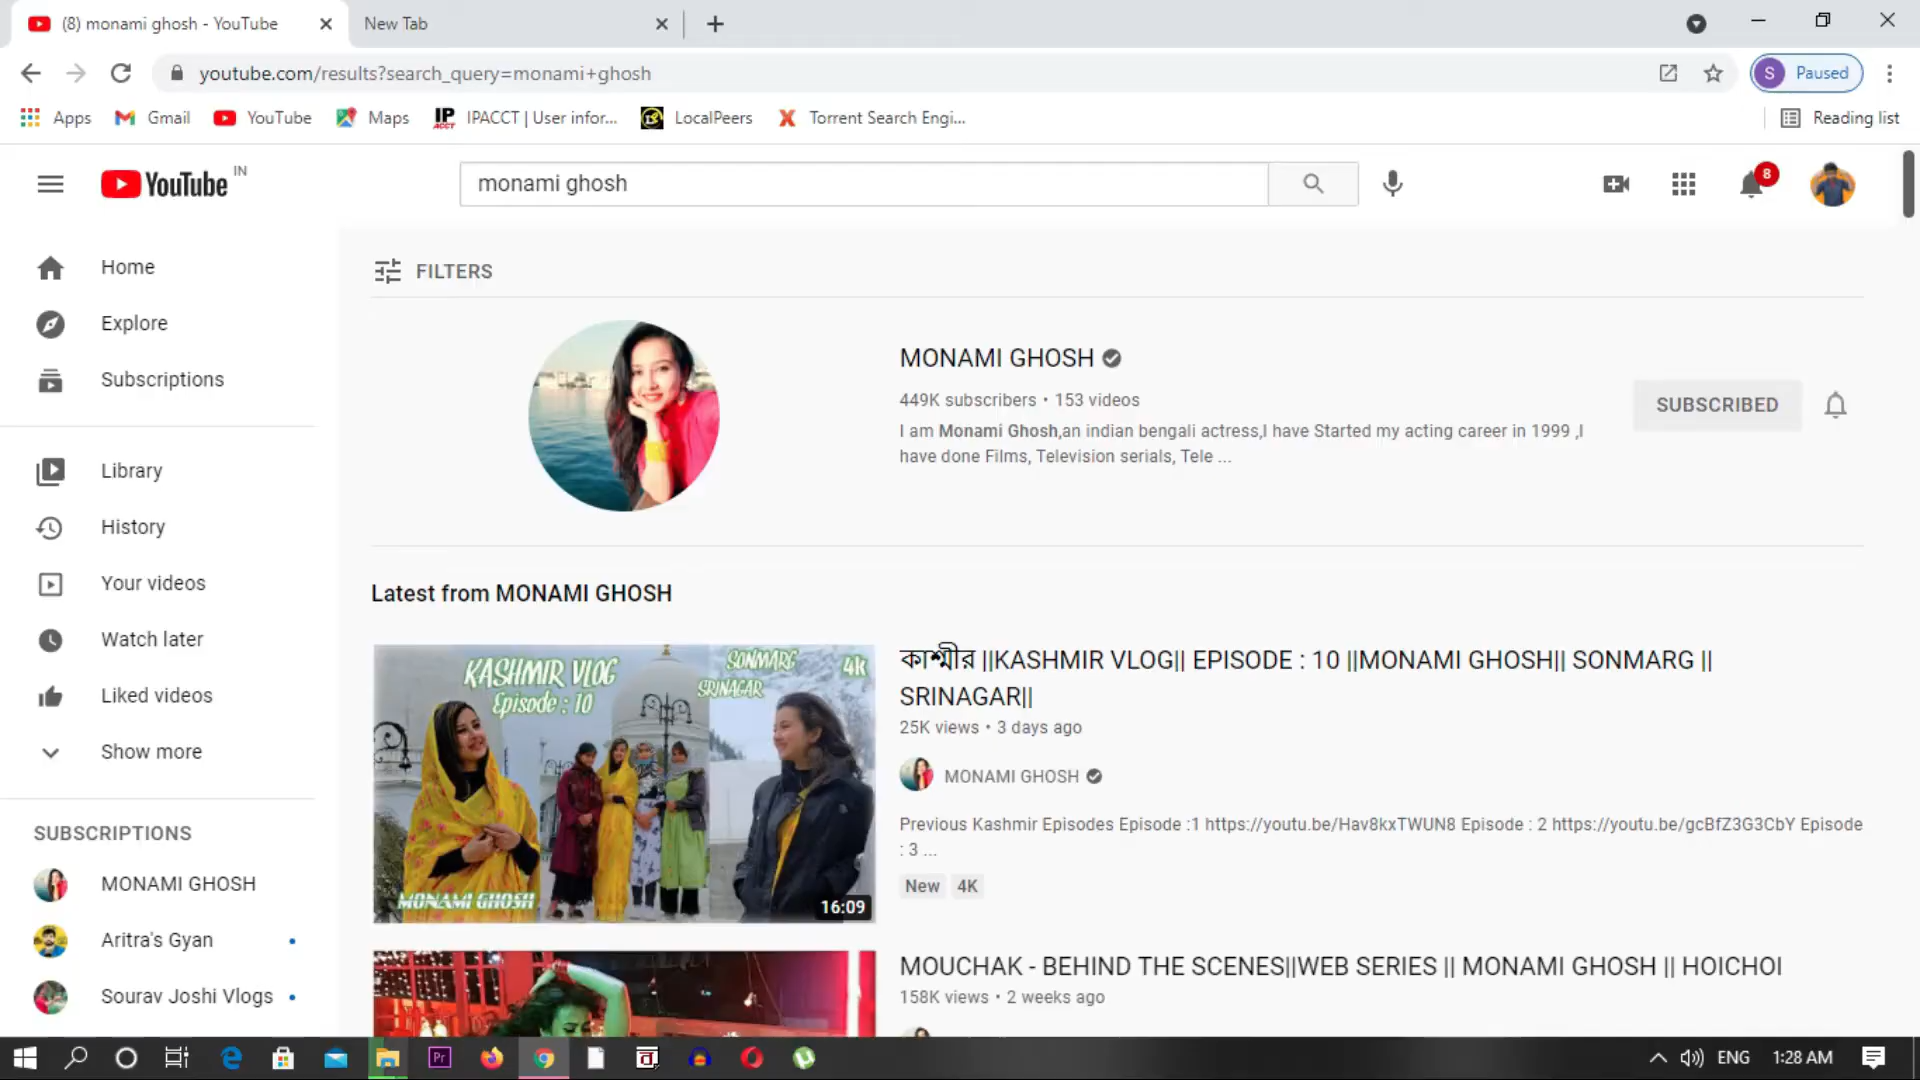 (8) monami ghosh - YouTube
New Tab
youtube.com/results?search_query=monami+ghosh
S Paused
Apps
Gmail
YouTube
Maps
IPACCT | User infor...
LocalPeers
Torrent Search Engi...
Reading list
YouTube IN
monami ghosh
8
Home
Explore
Subscriptions
Library
History
Your videos
Watch later
Liked videos
Show more
SUBSCRIPTIONS
MONAMI GHOSH
Aritra's Gyan
Sourav Joshi Vlogs
FILTERS
MONAMI GHOSH
449K subscribers • 153 videos
I am Monami Ghosh,an indian bengali actress,I have Started my acting career in 1999 ,I
have done Films, Television serials, Tele ...
SUBSCRIBED
Latest from MONAMI GHOSH
KASHMIR VLOG
Episode : 10
SONMARG
SRINAGAR
4k
MONAMI GHOSH
16:09
কাশ্মীর ||KASHMIR VLOG|| EPISODE : 10 ||MONAMI GHOSH|| SONMARG ||
SRINAGAR||
25K views • 3 days ago
MONAMI GHOSH
Previous Kashmir Episodes Episode :1 https://youtu.be/Hav8kxTWUN8 Episode : 2 https://youtu.be/gcBfZ3G3CbY Episode
: 3 ...
New
4K
MOUCHAK - BEHIND THE SCENES||WEB SERIES || MONAMI GHOSH || HOICHOI
158K views • 2 weeks ago
Pr
ENG
1:28 AM